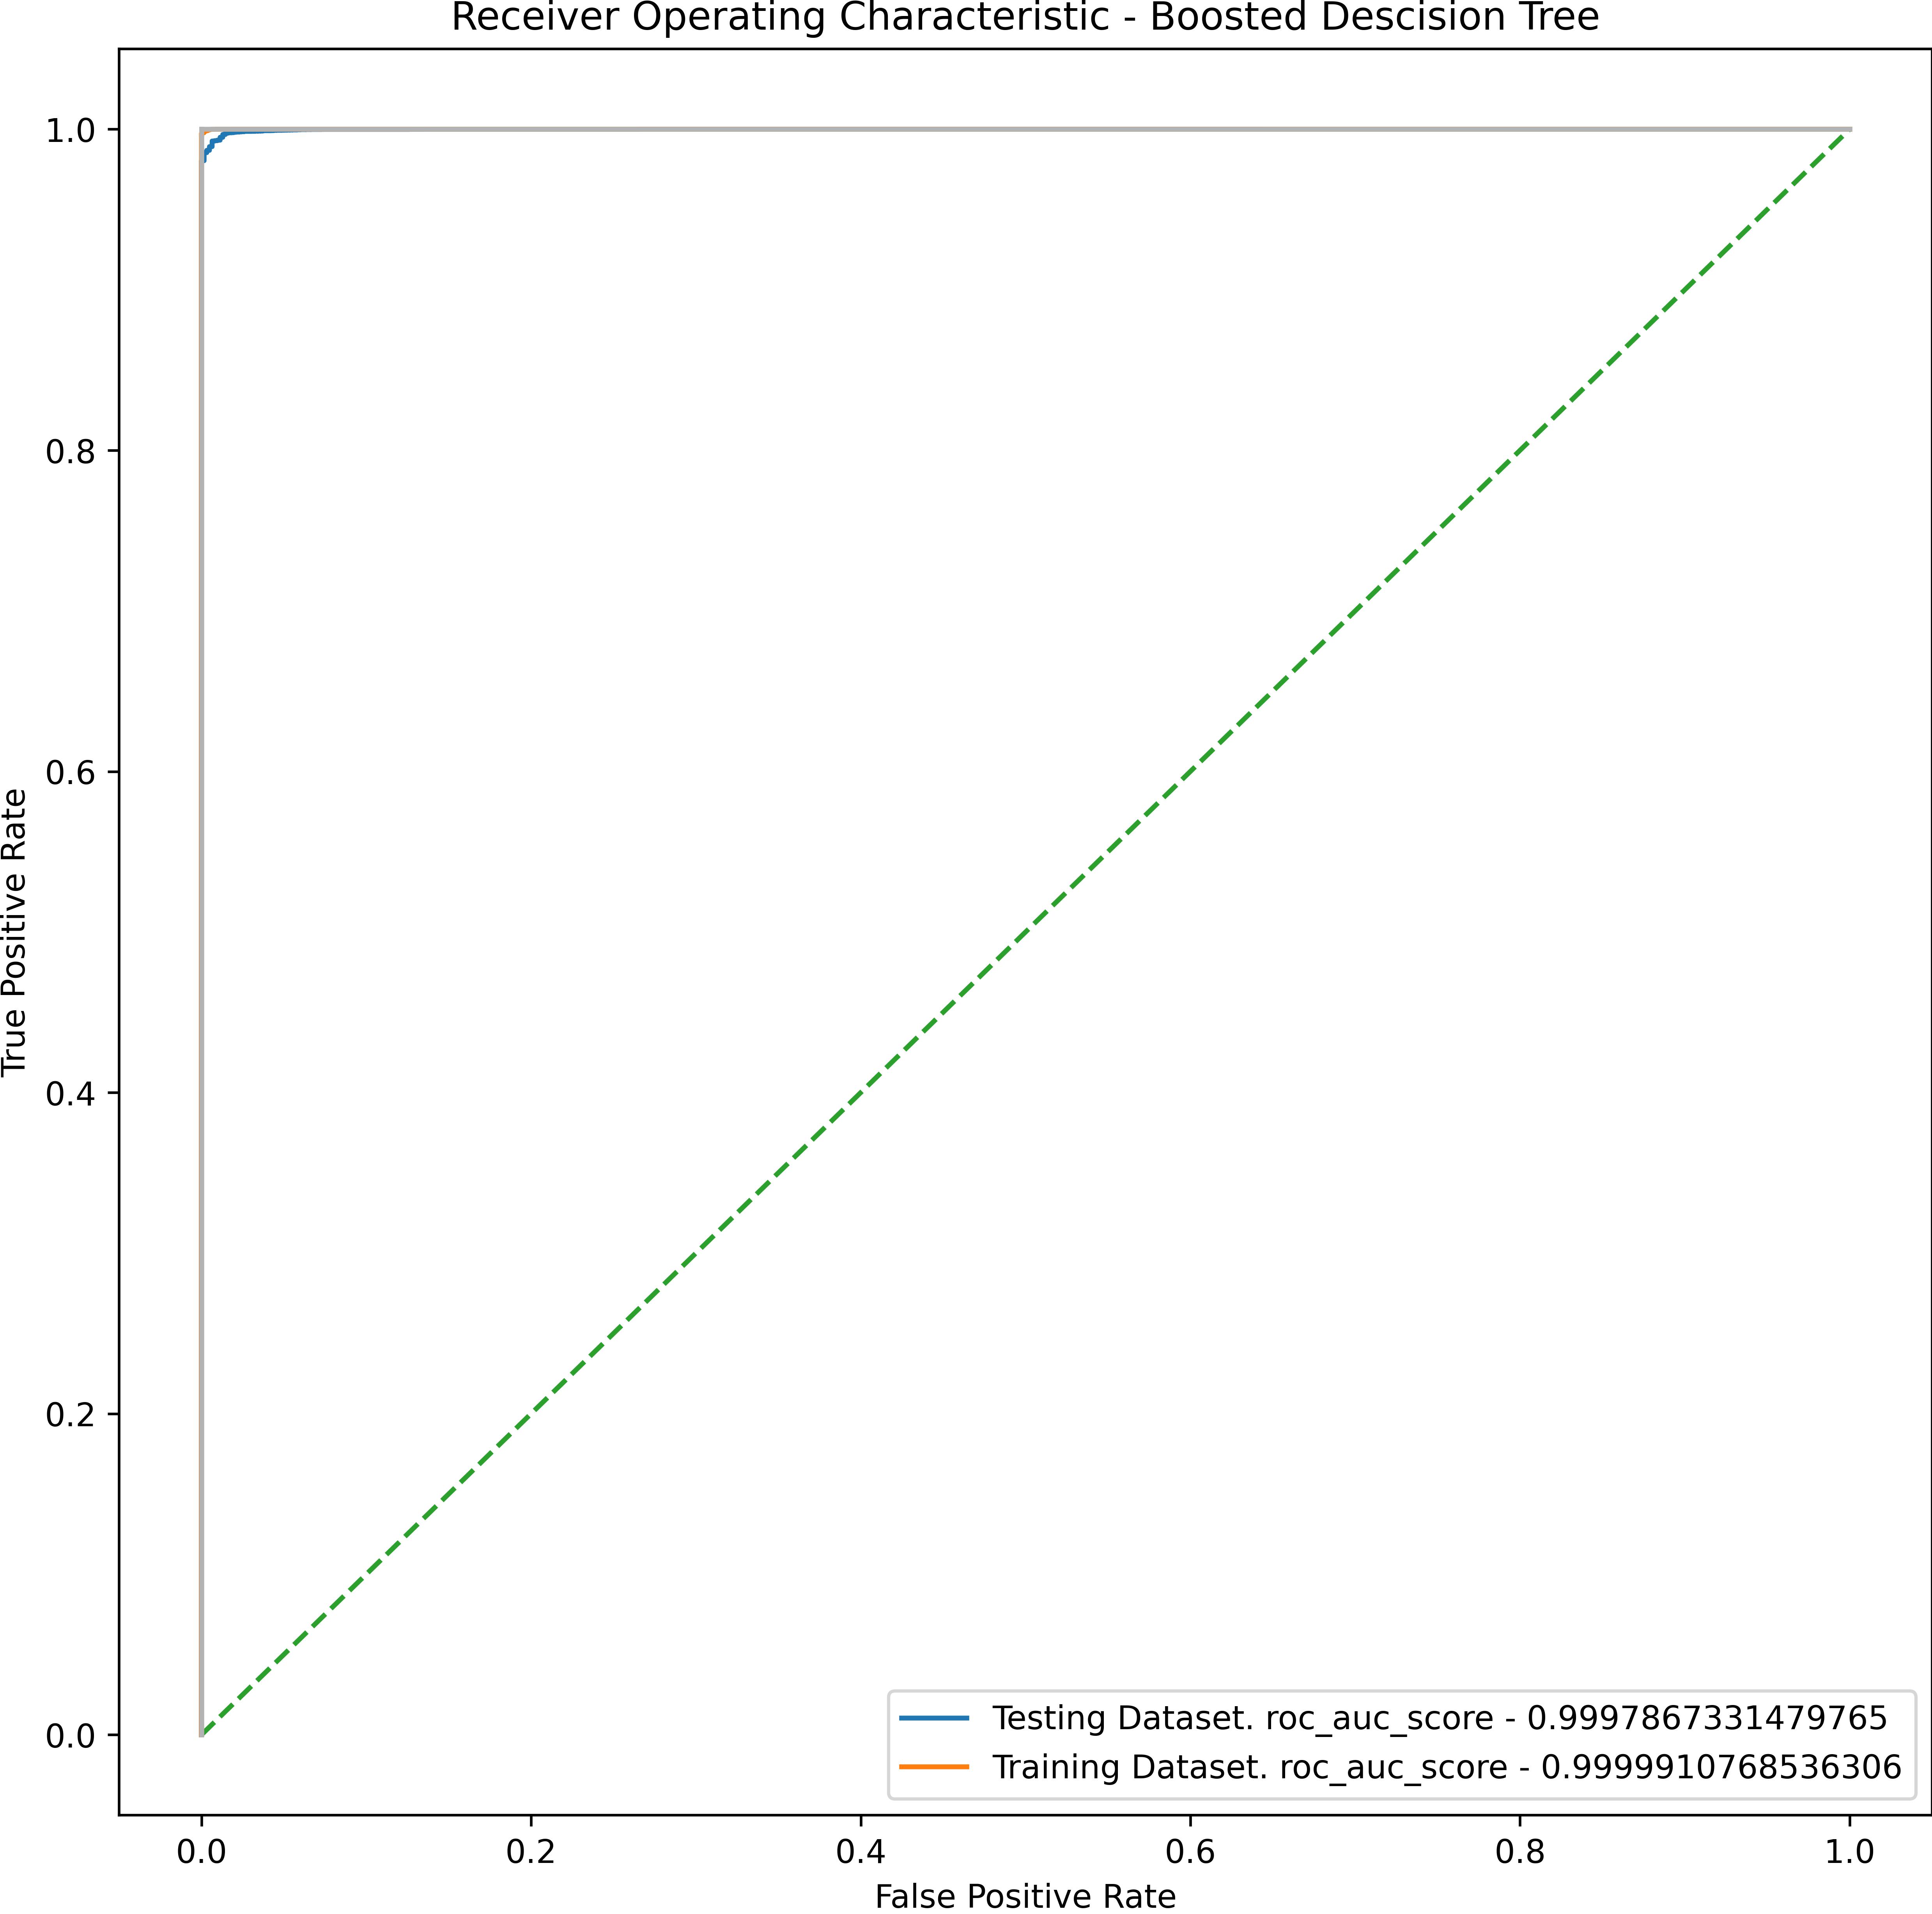 Receiver Operating Characteristic - Boosted Descision Tree
True Positive Rate
1.0
0.8
0.6
0.4
0.2
0.0
Testing Dataset. roc_auc_score - 0.9997867331479765
Training Dataset. roc_auc_score - 0.9999910768536306
0.0 0.2 0.4 0.6 0.8 1.0
False Positive Rate